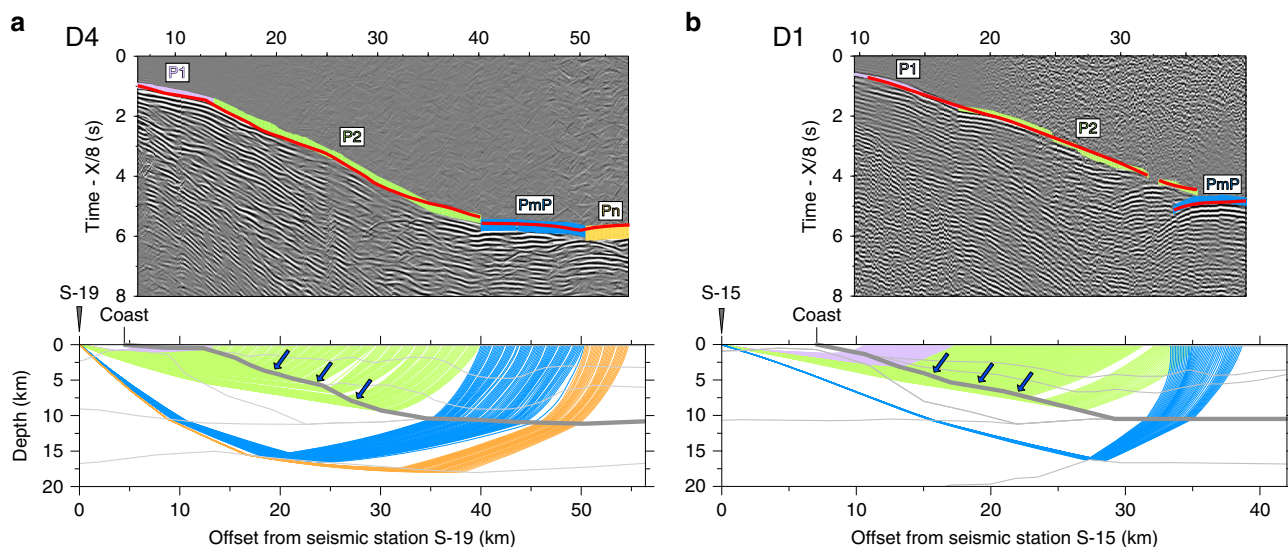 a
D4
10 20 30 40 50
0
2
4
6
8
Time - X/8 (s)
P1
P2
PmP
Pn
S-19
Coast
0
5
10
15
20
Depth (km)
0 10 20 30 40 50
Offset from seismic station S-19 (km)
b
D1
10 20 30
0
2
4
6
8
Time - X/8 (s)
P1
P2
PmP
S-15
Coast
0
5
10
15
20
0 10 20 30 40
Offset from seismic station S-15 (km)